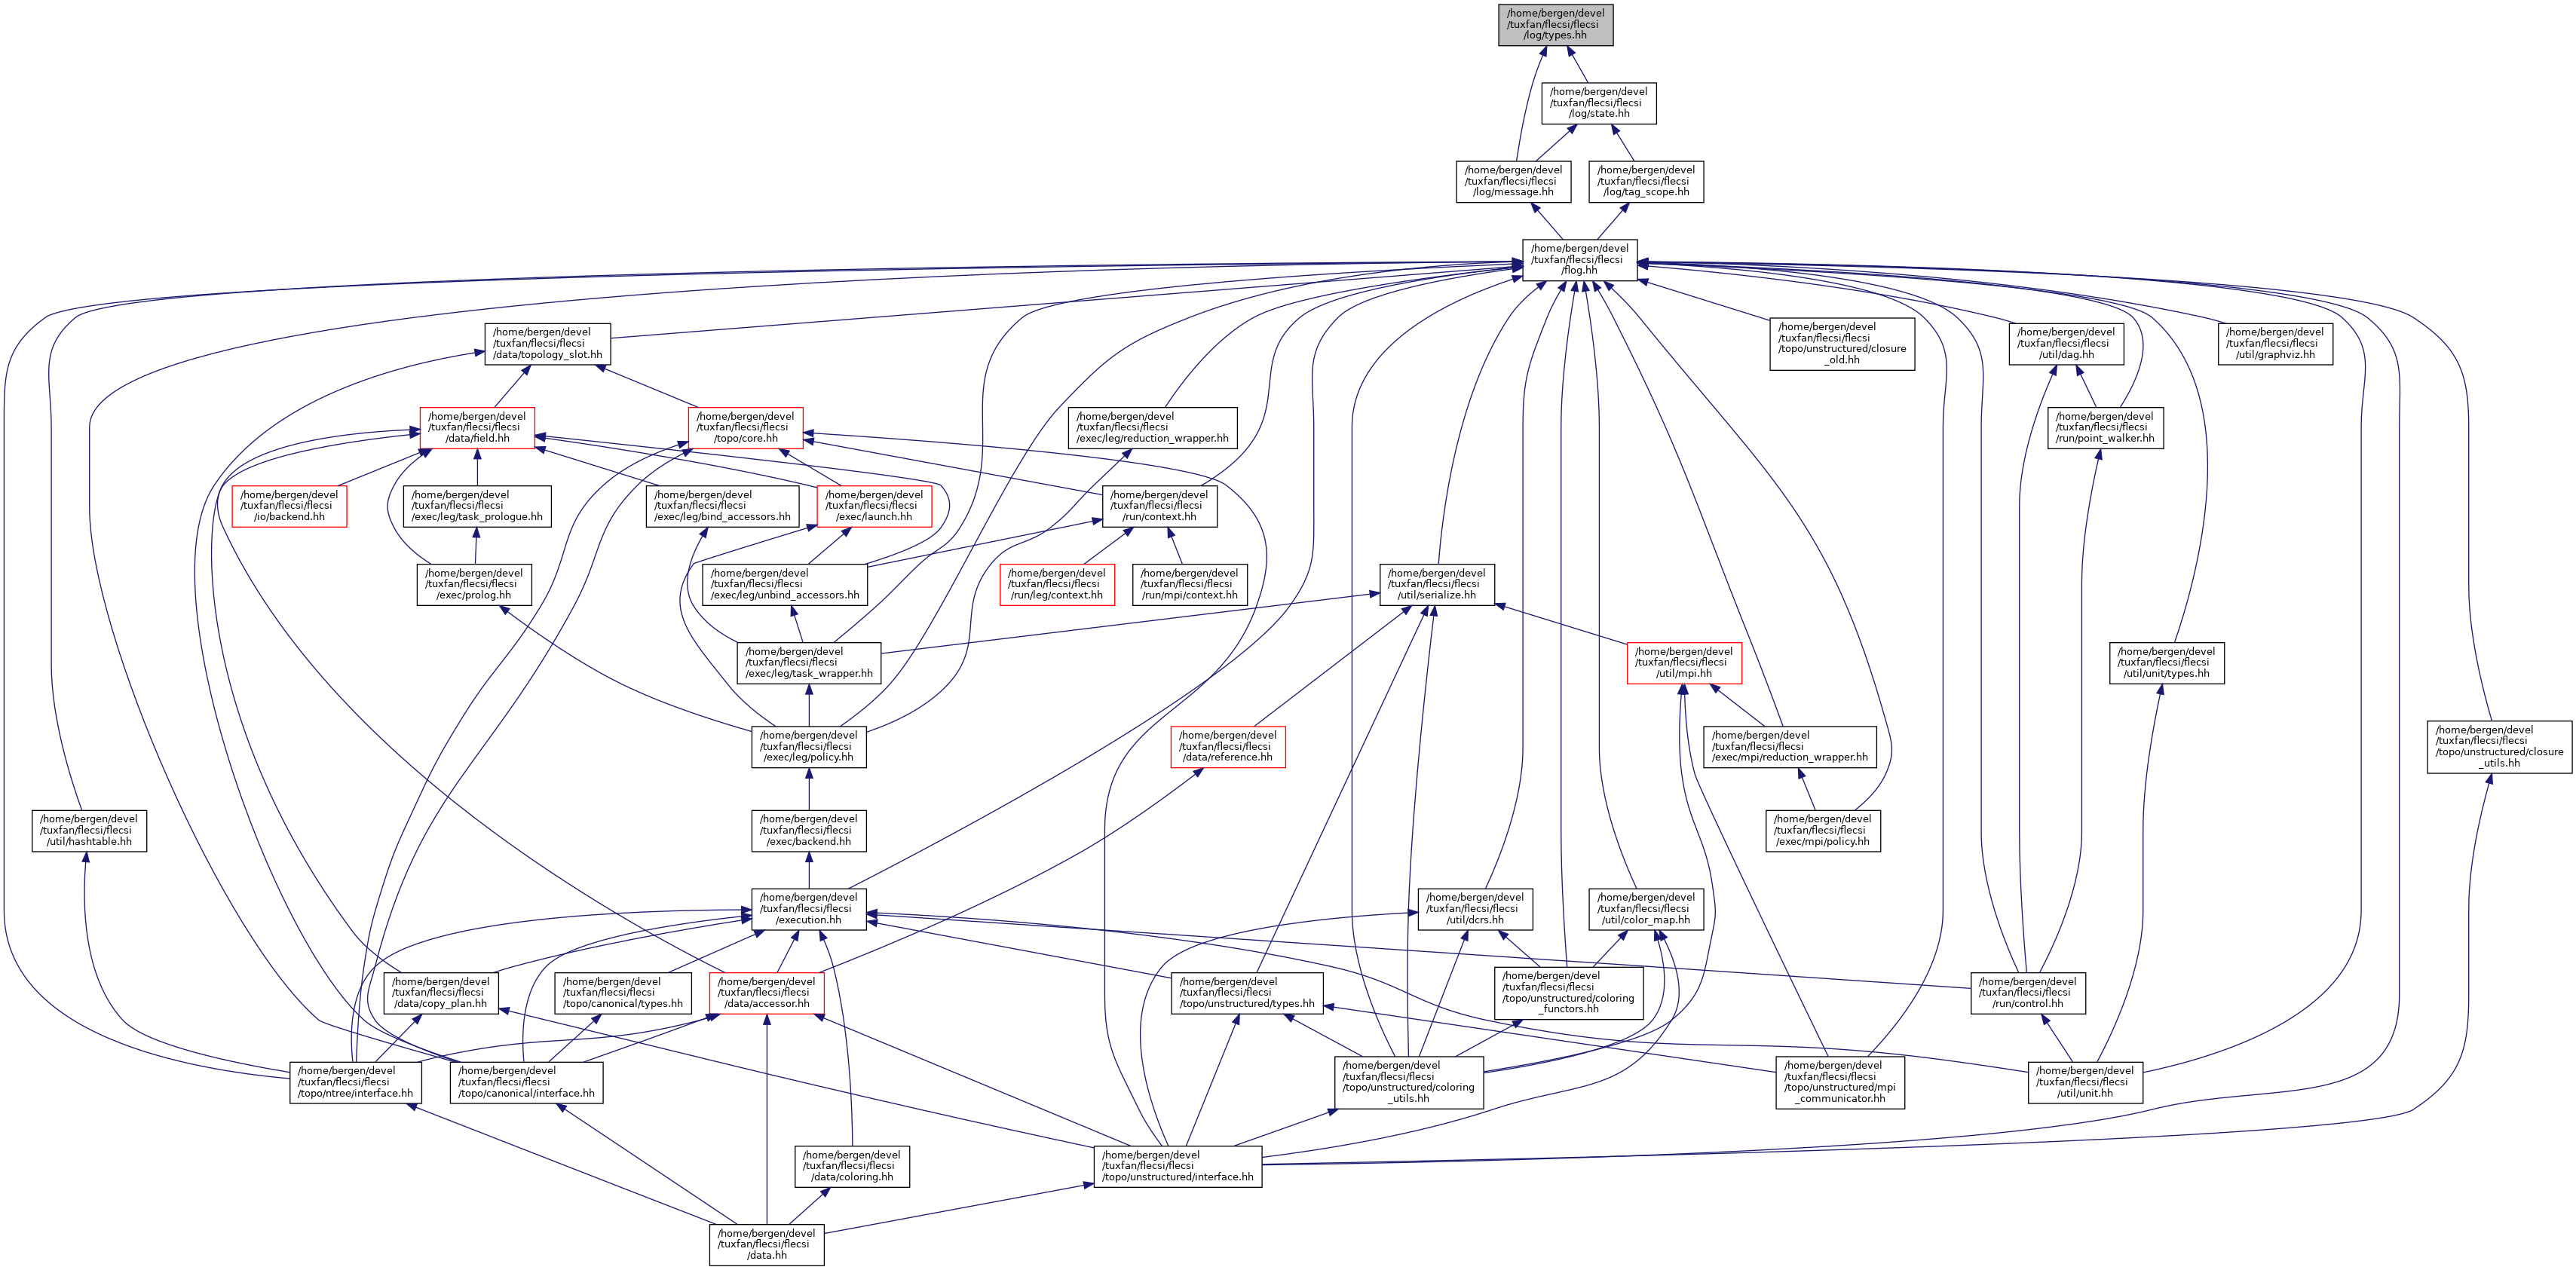 /home/bergen/devel
/tuxfan/flecsi/flecsi
/log/types.hh
/home/bergen/devel
/tuxfan/flecsi/flecsi
/log/state.hh
/home/bergen/devel
/tuxfan/flecsi/flecsi
/log/message.hh
/home/bergen/devel
/tuxfan/flecsi/flecsi
/log/tag_scope.hh
/home/bergen/devel
/tuxfan/flecsi/flecsi
/flog.hh
/home/bergen/devel
/tuxfan/flecsi/flecsi
/data/topology_slot.hh
/home/bergen/devel
/tuxfan/flecsi/flecsi
/topo/unstructured/closure
_old.hh
/home/bergen/devel
/tuxfan/flecsi/flecsi
/util/dag.hh
/home/bergen/devel
/tuxfan/flecsi/flecsi
/util/graphviz.hh
/home/bergen/devel
/tuxfan/flecsi/flecsi
/data/field.hh
/home/bergen/devel
/tuxfan/flecsi/flecsi
/topo/core.hh
/home/bergen/devel
/tuxfan/flecsi/flecsi
/exec/leg/reduction_wrapper.hh
/home/bergen/devel
/tuxfan/flecsi/flecsi
/run/point_walker.hh
/home/bergen/devel
/tuxfan/flecsi/flecsi
/io/backend.hh
/home/bergen/devel
/tuxfan/flecsi/flecsi
/exec/leg/task_prologue.hh
/home/bergen/devel
/tuxfan/flecsi/flecsi
/exec/leg/bind_accessors.hh
/home/bergen/devel
/tuxfan/flecsi/flecsi
/exec/launch.hh
/home/bergen/devel
/tuxfan/flecsi/flecsi
/run/context.hh
/home/bergen/devel
/tuxfan/flecsi/flecsi
/exec/prolog.hh
/home/bergen/devel
/tuxfan/flecsi/flecsi
/exec/leg/unbind_accessors.hh
/home/bergen/devel
/tuxfan/flecsi/flecsi
/run/leg/context.hh
/home/bergen/devel
/tuxfan/flecsi/flecsi
/run/mpi/context.hh
/home/bergen/devel
/tuxfan/flecsi/flecsi
/util/serialize.hh
/home/bergen/devel
/tuxfan/flecsi/flecsi
/exec/leg/task_wrapper.hh
/home/bergen/devel
/tuxfan/flecsi/flecsi
/util/mpi.hh
/home/bergen/devel
/tuxfan/flecsi/flecsi
/util/unit/types.hh
/home/bergen/devel
/tuxfan/flecsi/flecsi
/exec/leg/policy.hh
/home/bergen/devel
/tuxfan/flecsi/flecsi
/data/reference.hh
/home/bergen/devel
/tuxfan/flecsi/flecsi
/exec/mpi/reduction_wrapper.hh
/home/bergen/devel
/tuxfan/flecsi/flecsi
/topo/unstructured/closure
_utils.hh
/home/bergen/devel
/tuxfan/flecsi/flecsi
/util/hashtable.hh
/home/bergen/devel
/tuxfan/flecsi/flecsi
/exec/backend.hh
/home/bergen/devel
/tuxfan/flecsi/flecsi
/exec/mpi/policy.hh
/home/bergen/devel
/tuxfan/flecsi/flecsi
/execution.hh
/home/bergen/devel
/tuxfan/flecsi/flecsi
/util/dcrs.hh
/home/bergen/devel
/tuxfan/flecsi/flecsi
/util/color_map.hh
/home/bergen/devel
/tuxfan/flecsi/flecsi
/data/copy_plan.hh
/home/bergen/devel
/tuxfan/flecsi/flecsi
/topo/canonical/types.hh
/home/bergen/devel
/tuxfan/flecsi/flecsi
/data/accessor.hh
/home/bergen/devel
/tuxfan/flecsi/flecsi
/topo/unstructured/types.hh
/home/bergen/devel
/tuxfan/flecsi/flecsi
/topo/unstructured/coloring
_functors.hh
/home/bergen/devel
/tuxfan/flecsi/flecsi
/run/control.hh
/home/bergen/devel
/tuxfan/flecsi/flecsi
/topo/ntree/interface.hh
/home/bergen/devel
/tuxfan/flecsi/flecsi
/topo/canonical/interface.hh
/home/bergen/devel
/tuxfan/flecsi/flecsi
/topo/unstructured/coloring
_utils.hh
/home/bergen/devel
/tuxfan/flecsi/flecsi
/topo/unstructured/mpi
_communicator.hh
/home/bergen/devel
/tuxfan/flecsi/flecsi
/util/unit.hh
/home/bergen/devel
/tuxfan/flecsi/flecsi
/data/coloring.hh
/home/bergen/devel
/tuxfan/flecsi/flecsi
/topo/unstructured/interface.hh
/home/bergen/devel
/tuxfan/flecsi/flecsi
/data.hh